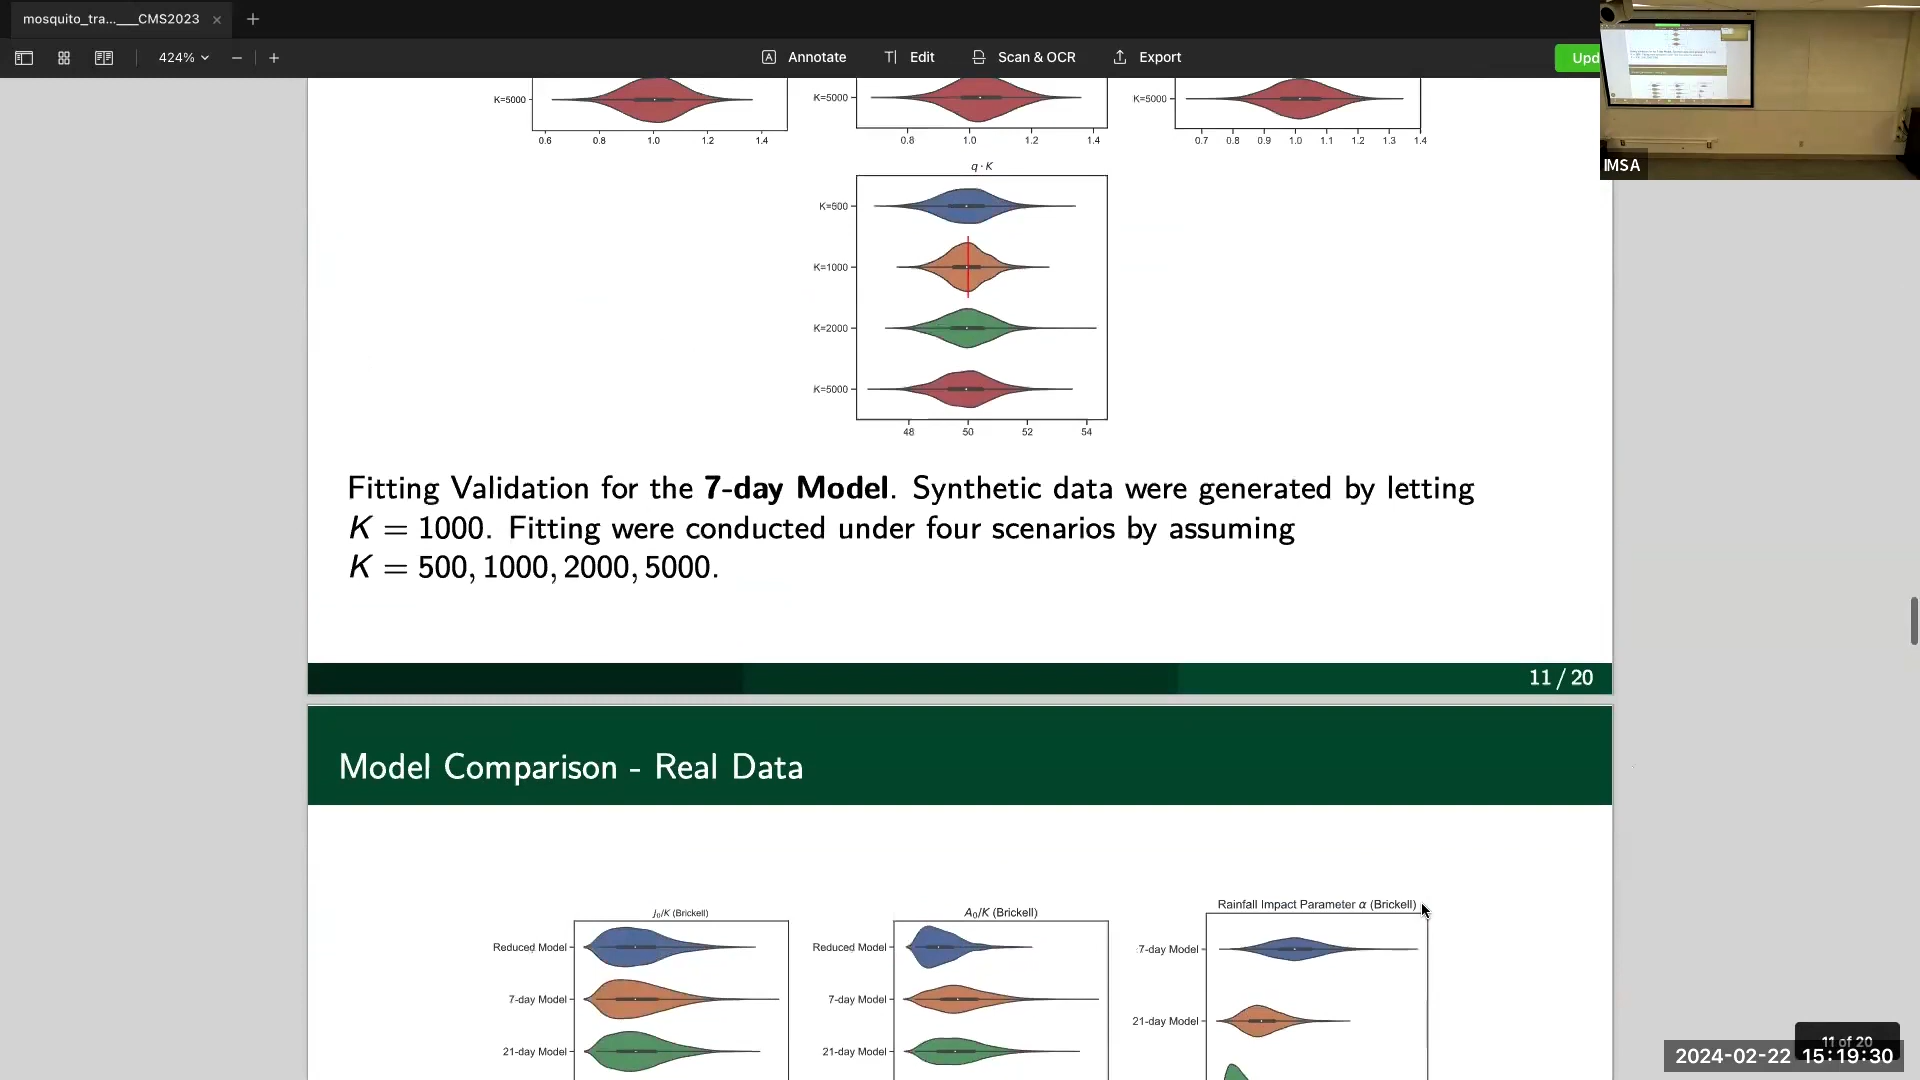 mosquito_tra...___CMS2023
424%
Annotate
Edit
Scan & OCR
Export
Upd
IMSA
K=5000
0.6 0.8 1.0 1.2 1.4
K=5000
0.8 1.0 1.2 1.4
K=5000
0.7 0.8 0.9 1.0 1.1 1.2 1.3 1.4
q · K
K=500
K=1000
K=2000
K=5000
48 50 52 54
Fitting Validation for the 7-day Model. Synthetic data were generated by letting
K = 1000. Fitting were conducted under four scenarios by assuming
K = 500, 1000, 2000, 5000.
11 / 20
Model Comparison - Real Data
J₀/K (Brickell)
Reduced Model
7-day Model
21-day Model
A₀/K (Brickell)
Reduced Model
7-day Model
21-day Model
Rainfall Impact Parameter α (Brickell)
7-day Model
21-day Model
11 of 20
2024-02-22 15:19:30